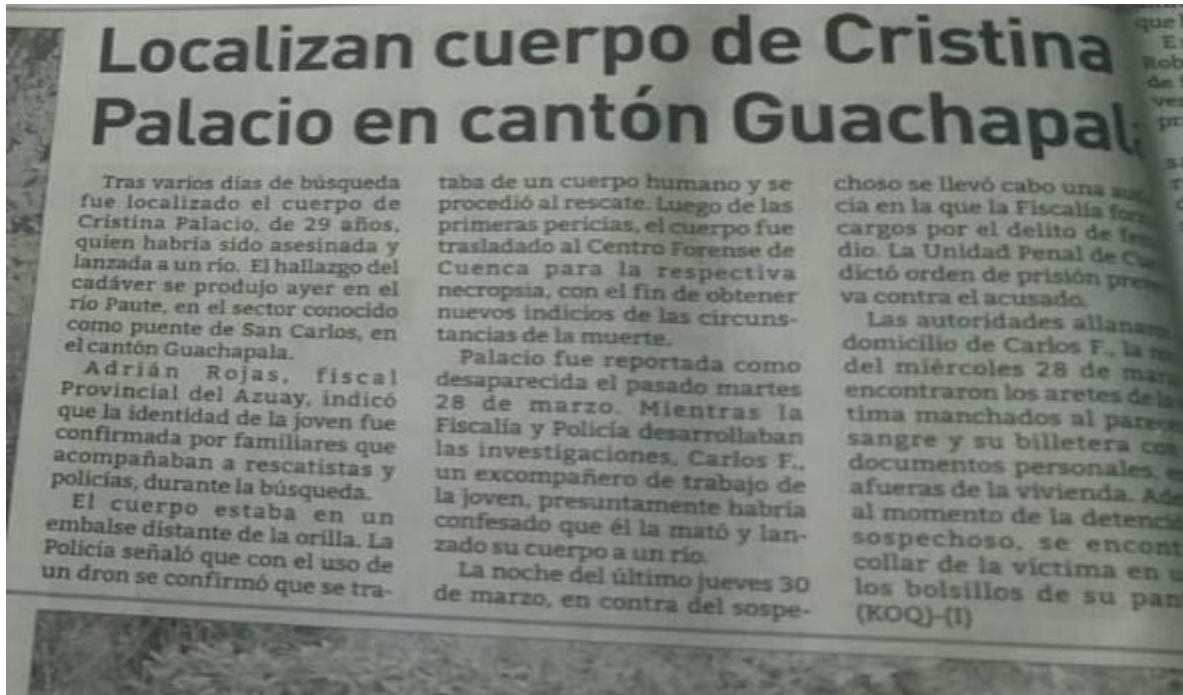 Localizan cuerpo de Cristina
Palacio en cantón Guachapal
Tras varios días de búsqueda
fue localizado el cuerpo de
Cristina Palacio, de 29 años,
quien habría sido asesinada y
lanzada a un río. El hallazgo del
cadáver se produjo ayer en el
río Paute, en el sector conocido
como puente de San Carlos, en
el cantón Guachapala.
Adrián Rojas, fiscal
Provincial del Azuay, indicó
que la identidad de la joven fue
confirmada por familiares que
acompañaban a rescatistas y
policías, durante la búsqueda.
El cuerpo estaba en un
embalse distante de la orilla. La
Policía señaló que con el uso de
un dron se confirmó que se tra-
taba de un cuerpo humano y se
procedió al rescate. Luego de las
primeras pericias, el cuerpo fue
trasladado al Centro Forense de
Cuenca para la respectiva
necropsia, con el fin de obtener
nuevos indicios de las circuns-
tancias de la muerte.
Palacio fue reportada como
desaparecida el pasado martes
28 de marzo. Mientras la
Fiscalía y Policía desarrollaban
las investigaciones, Carlos F.,
un excompañero de trabajo de
la joven, presuntamente habría
confesado que él la mató y lan-
zado su cuerpo a un río.
La noche del último jueves 30
de marzo, en contra del sospe-
choso se llevó cabo una
cia en la que la Fiscalía
cargos por el delito de
dio. La Unidad Penal de
dictó orden de prisión
va contra el acusado.
Las autoridades
domicilio de Carlos F., la
del miércoles 28 de
encontraron los aretes de la
tima manchados al
sangre y su billetera
documentos personales,
afueras de la vivienda.
al momento de la
sospechoso, se
collar de la víctima en
los bolsillos de su
(KOQ)-(I)